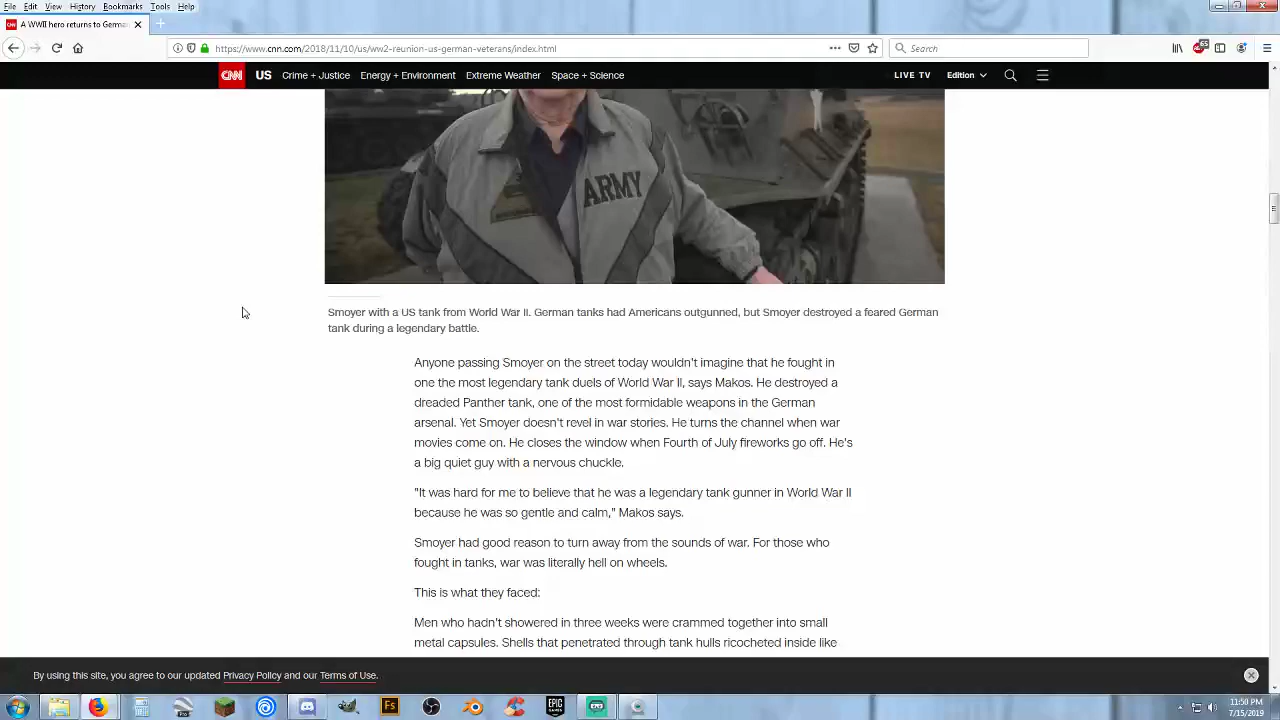 File Edit View History Bookmarks Tools Help
CNN A WWII hero returns to German
https://www.cnn.com/2018/11/10/us/ww2-reunion-us-german-veterans/index.html
Search
65
CNN US Crime + Justice Energy + Environment Extreme Weather Space + Science LIVE TV Edition
ARMY
Smoyer with a US tank from World War II. German tanks had Americans outgunned, but Smoyer destroyed a feared German
tank during a legendary battle.
Anyone passing Smoyer on the street today wouldn't imagine that he fought in
one the most legendary tank duels of World War II, says Makos. He destroyed a
dreaded Panther tank, one of the most formidable weapons in the German
arsenal. Yet Smoyer doesn't revel in war stories. He turns the channel when war
movies come on. He closes the window when Fourth of July fireworks go off. He's
a big quiet guy with a nervous chuckle.
"It was hard for me to believe that he was a legendary tank gunner in World War II
because he was so gentle and calm," Makos says.
Smoyer had good reason to turn away from the sounds of war. For those who
fought in tanks, war was literally hell on wheels.
This is what they faced:
Men who hadn't showered in three weeks were crammed together into small
metal capsules. Shells that penetrated through tank hulls ricocheted inside like
By using this site, you agree to our updated Privacy Policy and our Terms of Use.
Pro
Fs
EPIC GAMES
11:50 PM
7/15/2019